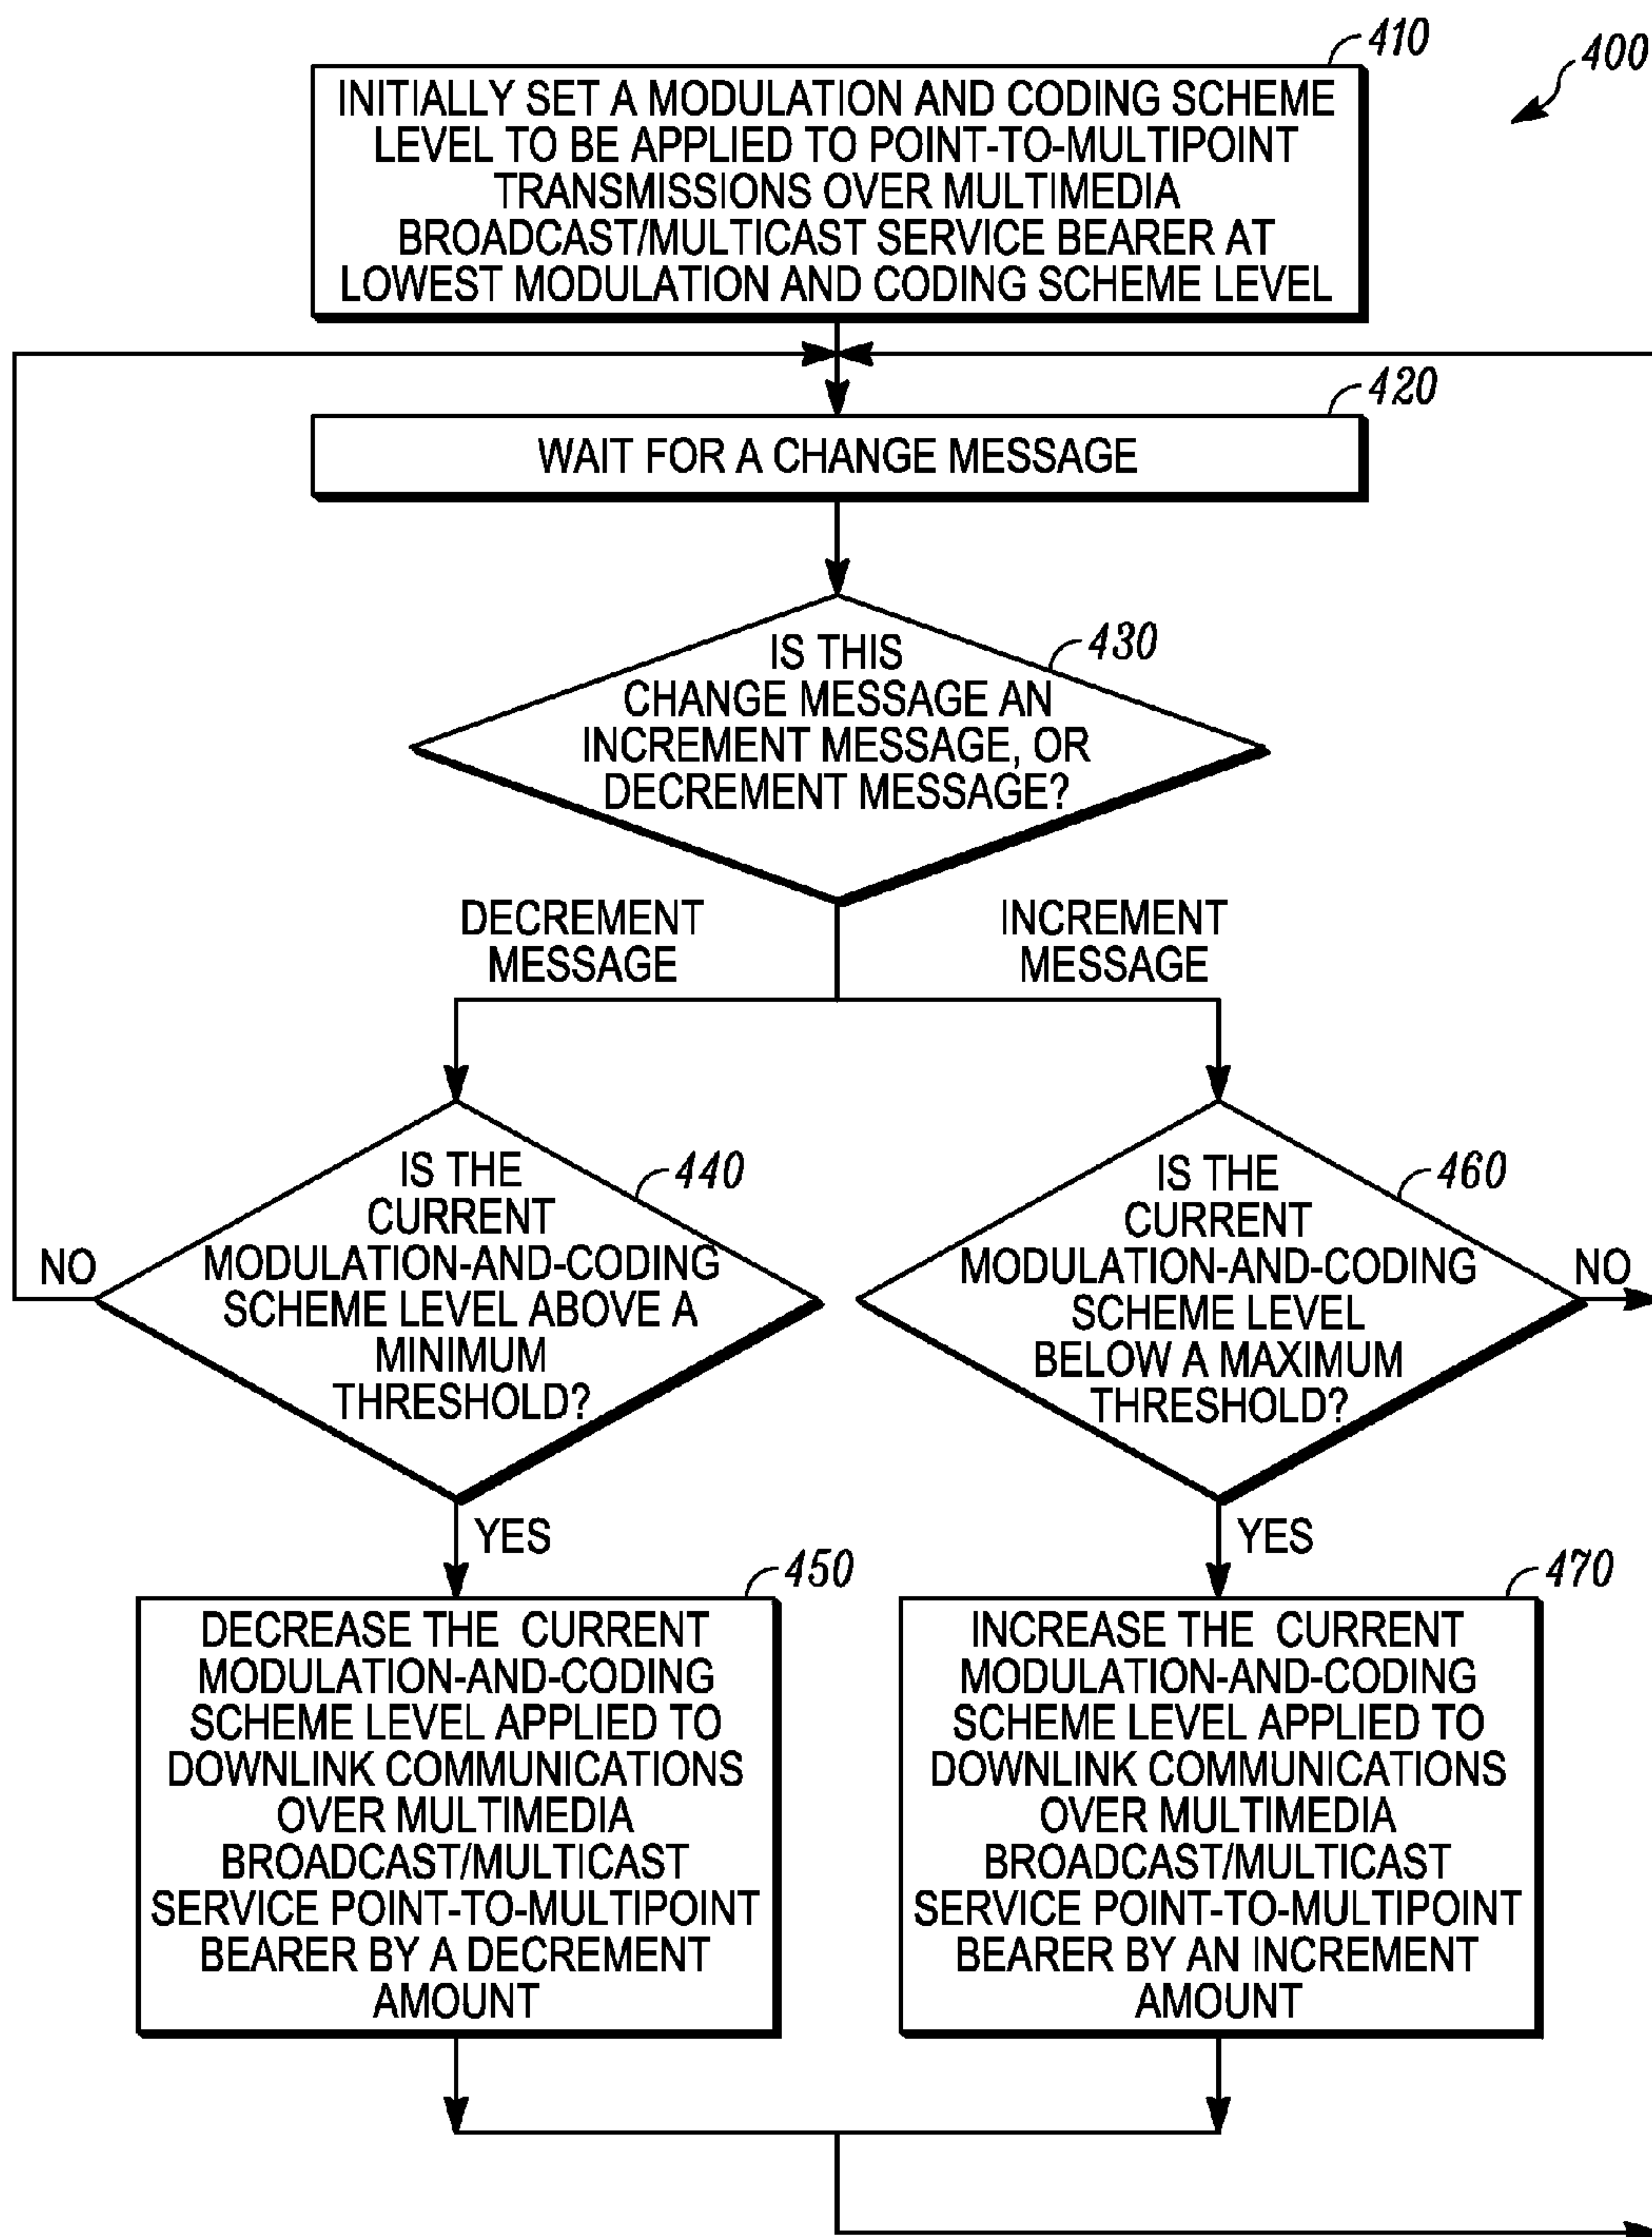 410
400
INITIALLY SET A MODULATION AND CODING SCHEME
LEVEL TO BE APPLIED TO POINT-TO-MULTIPOINT
TRANSMISSIONS OVER MULTIMEDIA
BROADCAST/MULTICAST SERVICE BEARER AT
LOWEST MODULATION AND CODING SCHEME LEVEL
420
WAIT FOR A CHANGE MESSAGE
430
IS THIS
CHANGE MESSAGE AN
INCREMENT MESSAGE, OR
DECREMENT MESSAGE?
DECREMENT
MESSAGE
INCREMENT
MESSAGE
440
IS THE
CURRENT
MODULATION-AND-CODING
SCHEME LEVEL ABOVE A
MINIMUM
THRESHOLD?
NO
YES
460
IS THE
CURRENT
MODULATION-AND-CODING
SCHEME LEVEL
BELOW A MAXIMUM
THRESHOLD?
NO
YES
450
DECREASE THE CURRENT
MODULATION-AND-CODING
SCHEME LEVEL APPLIED TO
DOWNLINK COMMUNICATIONS
OVER MULTIMEDIA
BROADCAST/MULTICAST
SERVICE POINT-TO-MULTIPOINT
BEARER BY A DECREMENT
AMOUNT
470
INCREASE THE CURRENT
MODULATION-AND-CODING
SCHEME LEVEL APPLIED TO
DOWNLINK COMMUNICATIONS
OVER MULTIMEDIA
BROADCAST/MULTICAST
SERVICE POINT-TO-MULTIPOINT
BEARER BY AN INCREMENT
AMOUNT